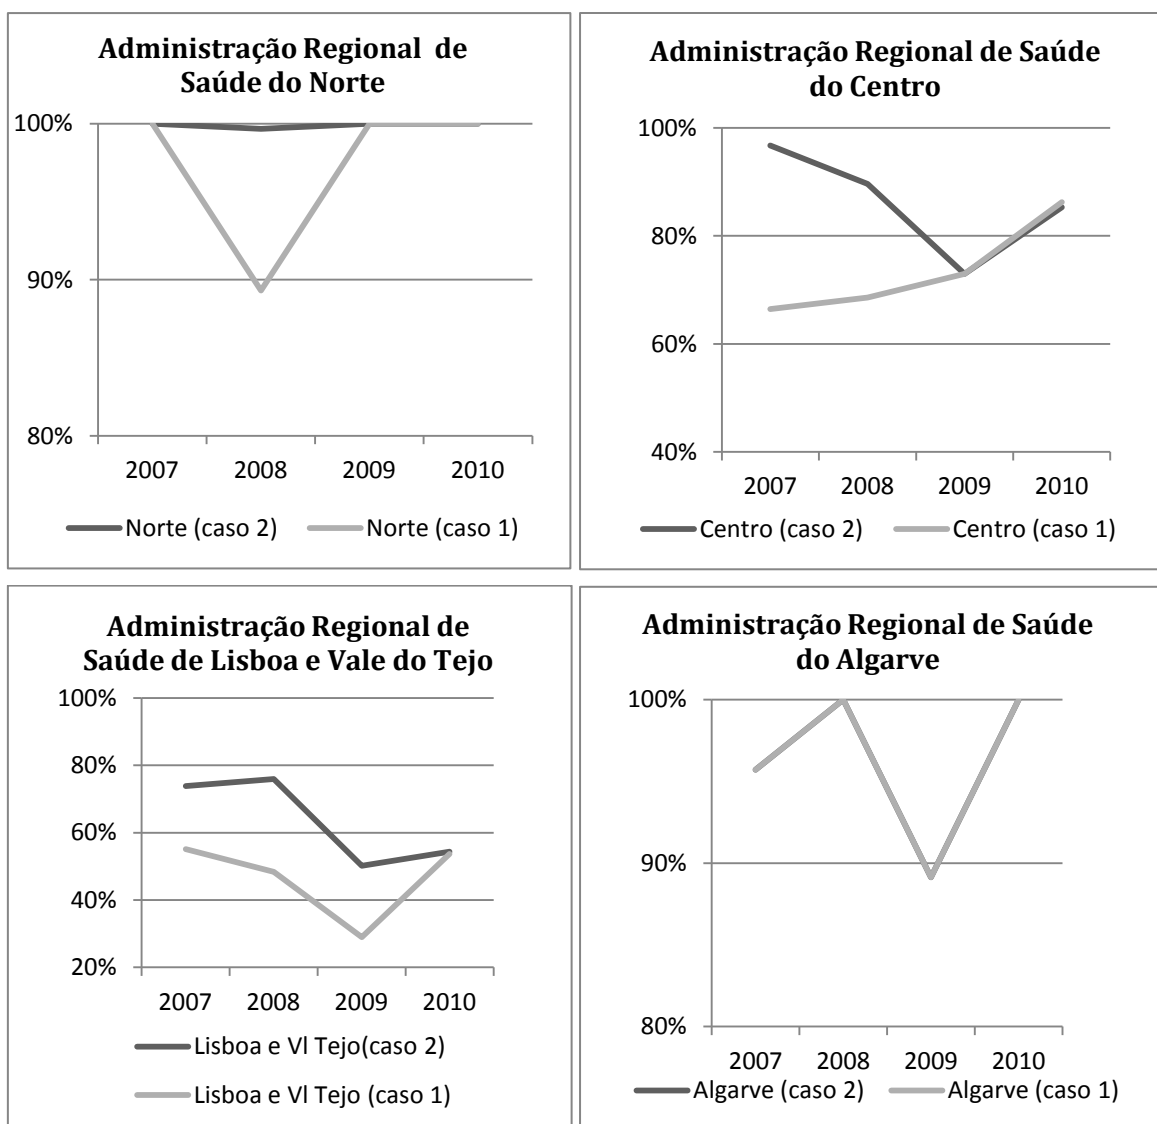 Administração Regional de
Saúde do Norte
100%
90%
80%
2007 2008 2009 2010
Norte (caso 2) Norte (caso 1)
Administração Regional de Saúde
do Centro
100%
80%
60%
40%
2007 2008 2009 2010
Centro (caso 2) Centro (caso 1)
Administração Regional de
Saúde de Lisboa e Vale do Tejo
100%
80%
60%
40%
20%
2007 2008 2009 2010
Lisboa e Vl Tejo(caso 2)
Lisboa e Vl Tejo (caso 1)
Administração Regional de Saúde
do Algarve
100%
90%
80%
2007 2008 2009 2010
Algarve (caso 2) Algarve (caso 1)